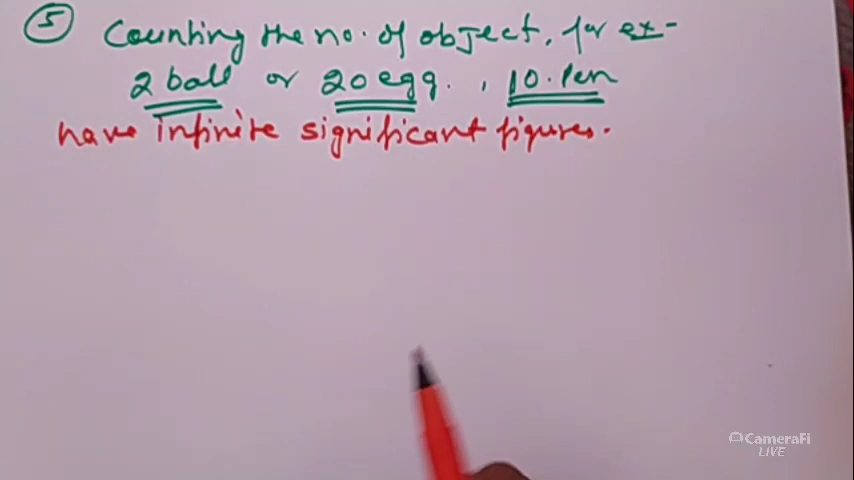 5 Counting the no. of object, for ex-
2 ball or 20 egg. , 10. Pen
have infinite significant figures.
CameraFi
LIVE